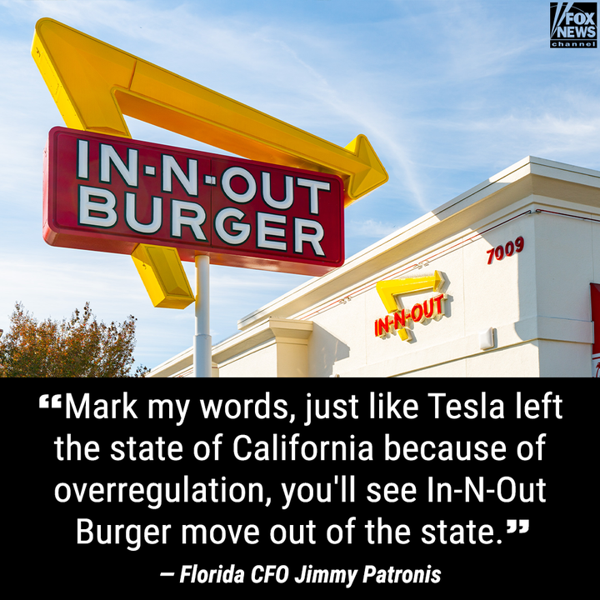 FOX
NEWS
channel
IN-N-OUT
BURGER
7009
IN-N-OUT
“Mark my words, just like Tesla left
the state of California because of
overregulation, you'll see In-N-Out
Burger move out of the state.”
— Florida CFO Jimmy Patronis